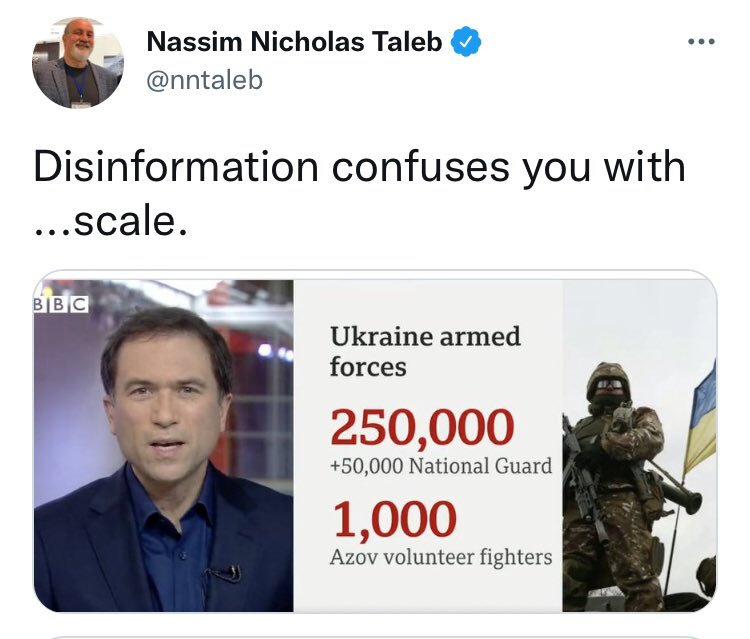 Nassim Nicholas Taleb
@nntaleb
Disinformation confuses you with
...scale.
BBC
Ukraine armed
forces
250,000
+50,000 National Guard
1,000
Azov volunteer fighters